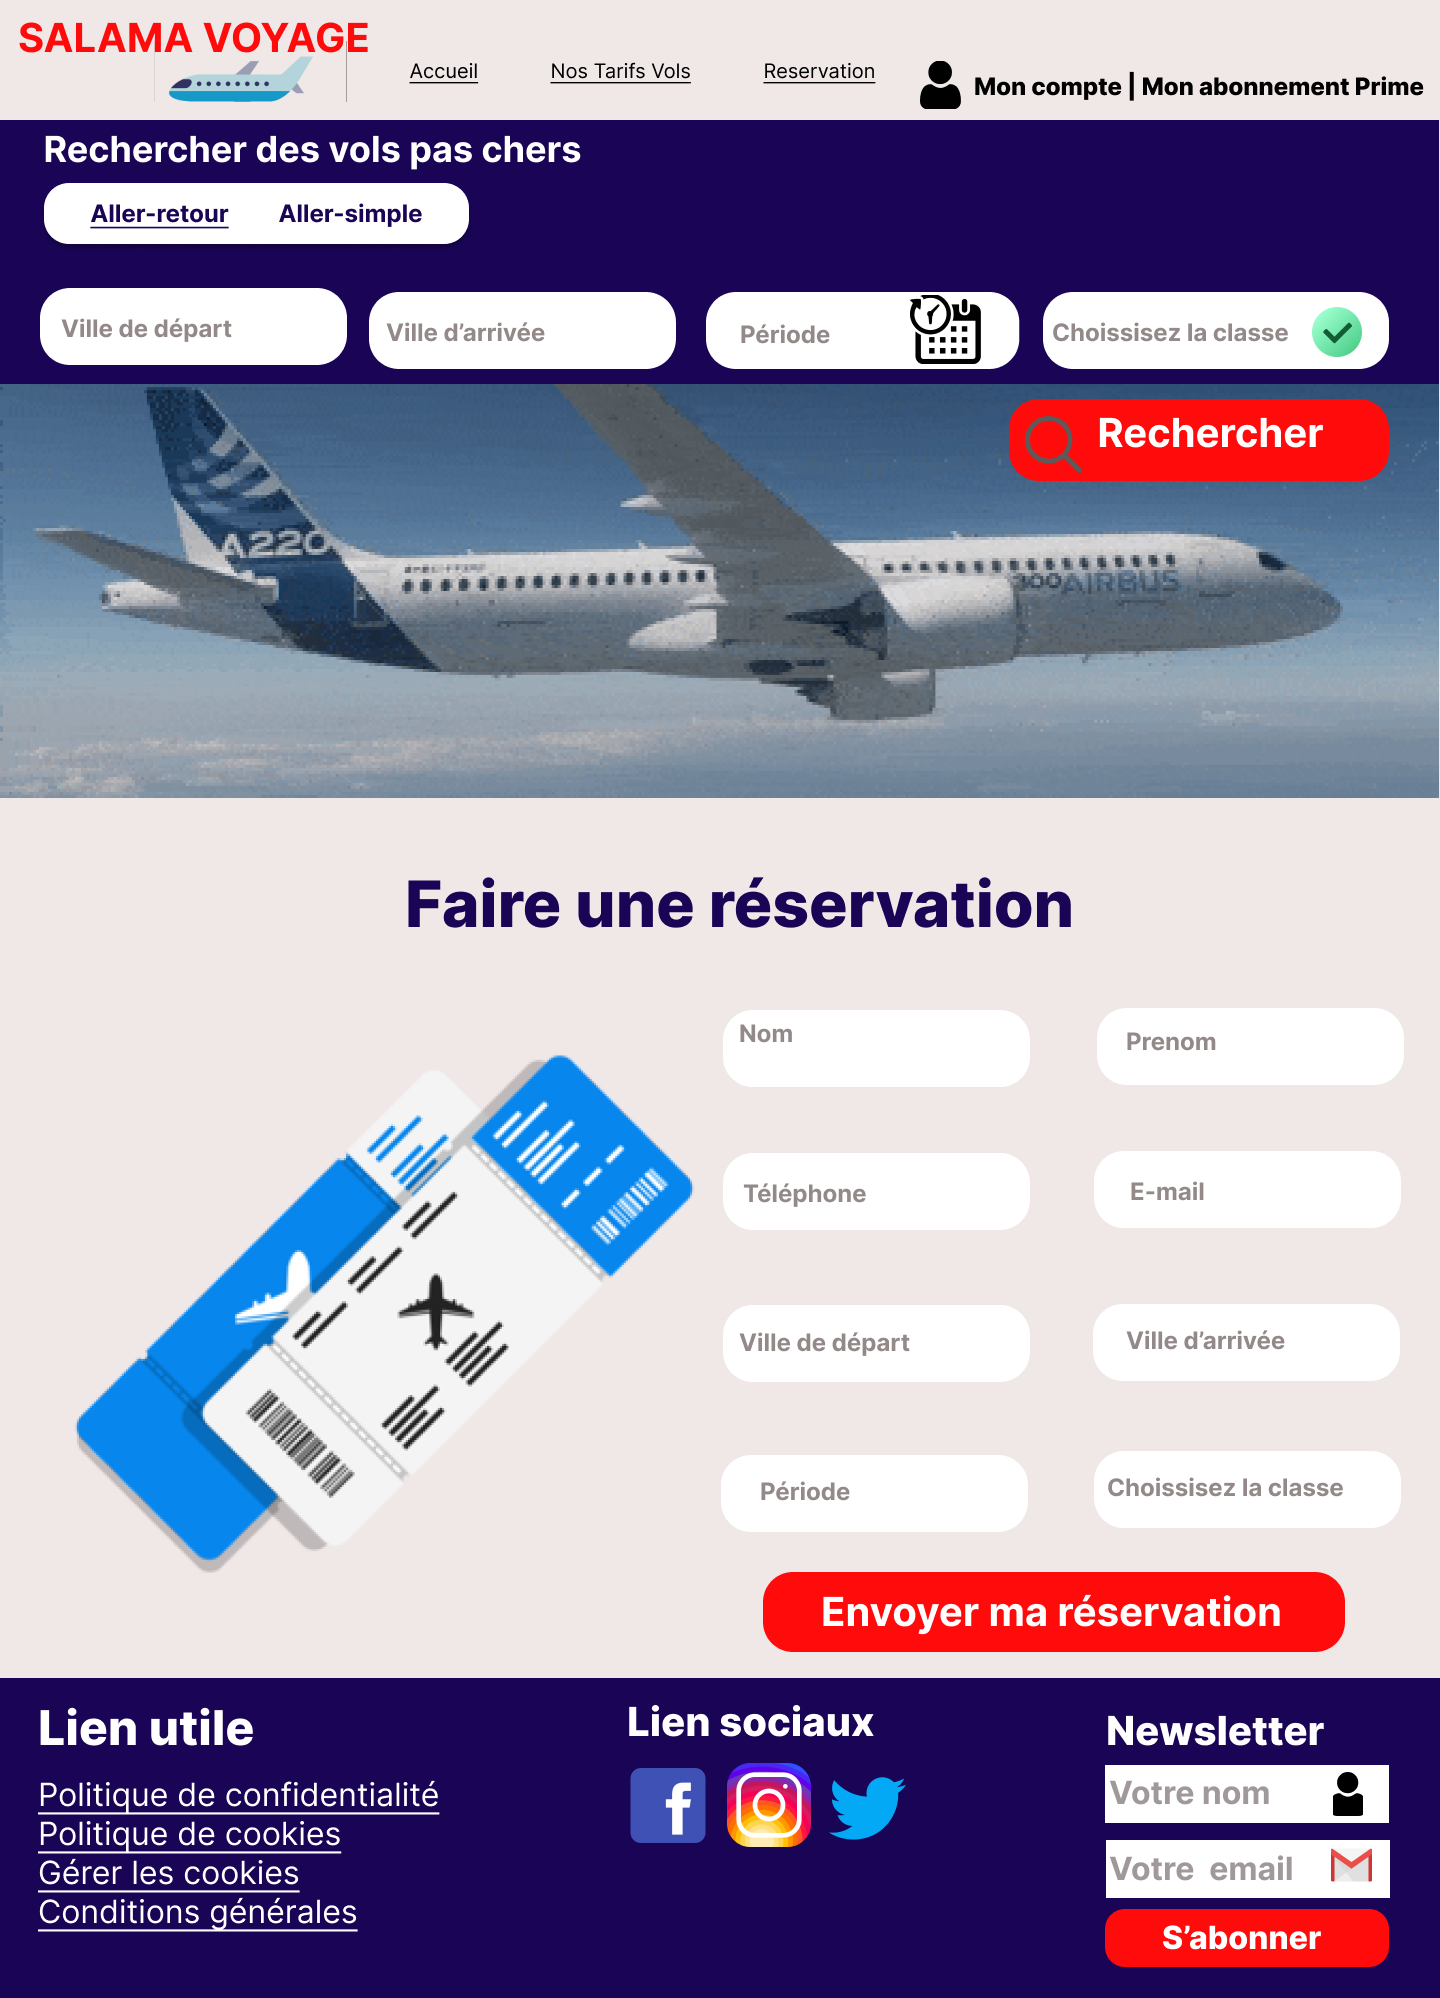 SALAMA VOYAGE
Accueil
Nos Tarifs Vols
Reservation
Mon compte | Mon abonnement Prime
Rechercher des vols pas chers
Aller-retour
Aller-simple
Ville de départ
Ville d’arrivée
Période
Choissisez la classe
Rechercher
A220
300 AIRBUS
Faire une réservation
Nom
Prenom
Téléphone
E-mail
Ville de départ
Ville d’arrivée
Période
Choissisez la classe
Envoyer ma réservation
Lien utile
Politique de confidentialité
Politique de cookies
Gérer les cookies
Conditions générales
Lien sociaux
Newsletter
Votre nom
Votre email
S’abonner